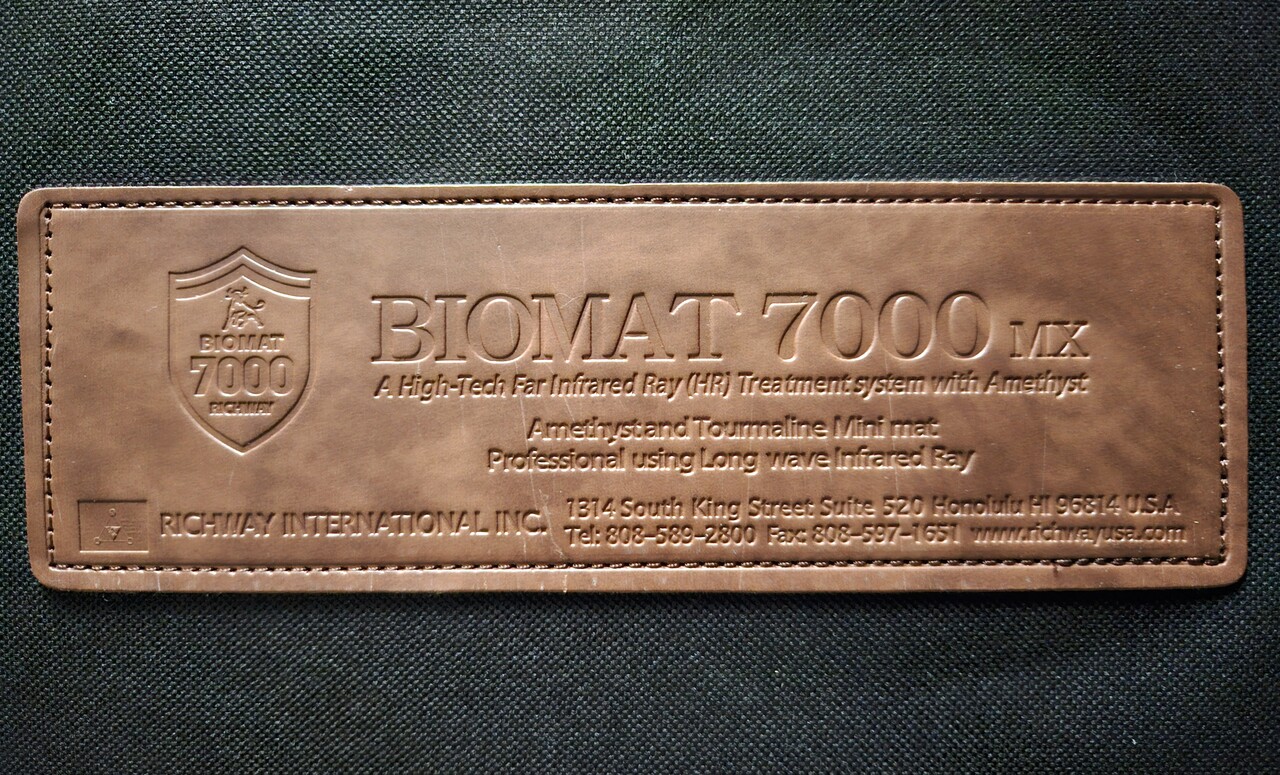 BIOMAT
7000
RICHWAY
BIOMAT 7000 MX
A High-Tech Far Infrared Ray (HR) Treatment system with Amethyst
Amethyst and Tourmaline Mini mat
Professional using Long wave Infrared Ray
RICHWAY INTERNATIONAL INC.
1314 South King Street Suite 520 Honolulu HI 96814 U.S.A
Tel: 808-589-2800 Fax: 808-597-1651 www.richwayusa.com